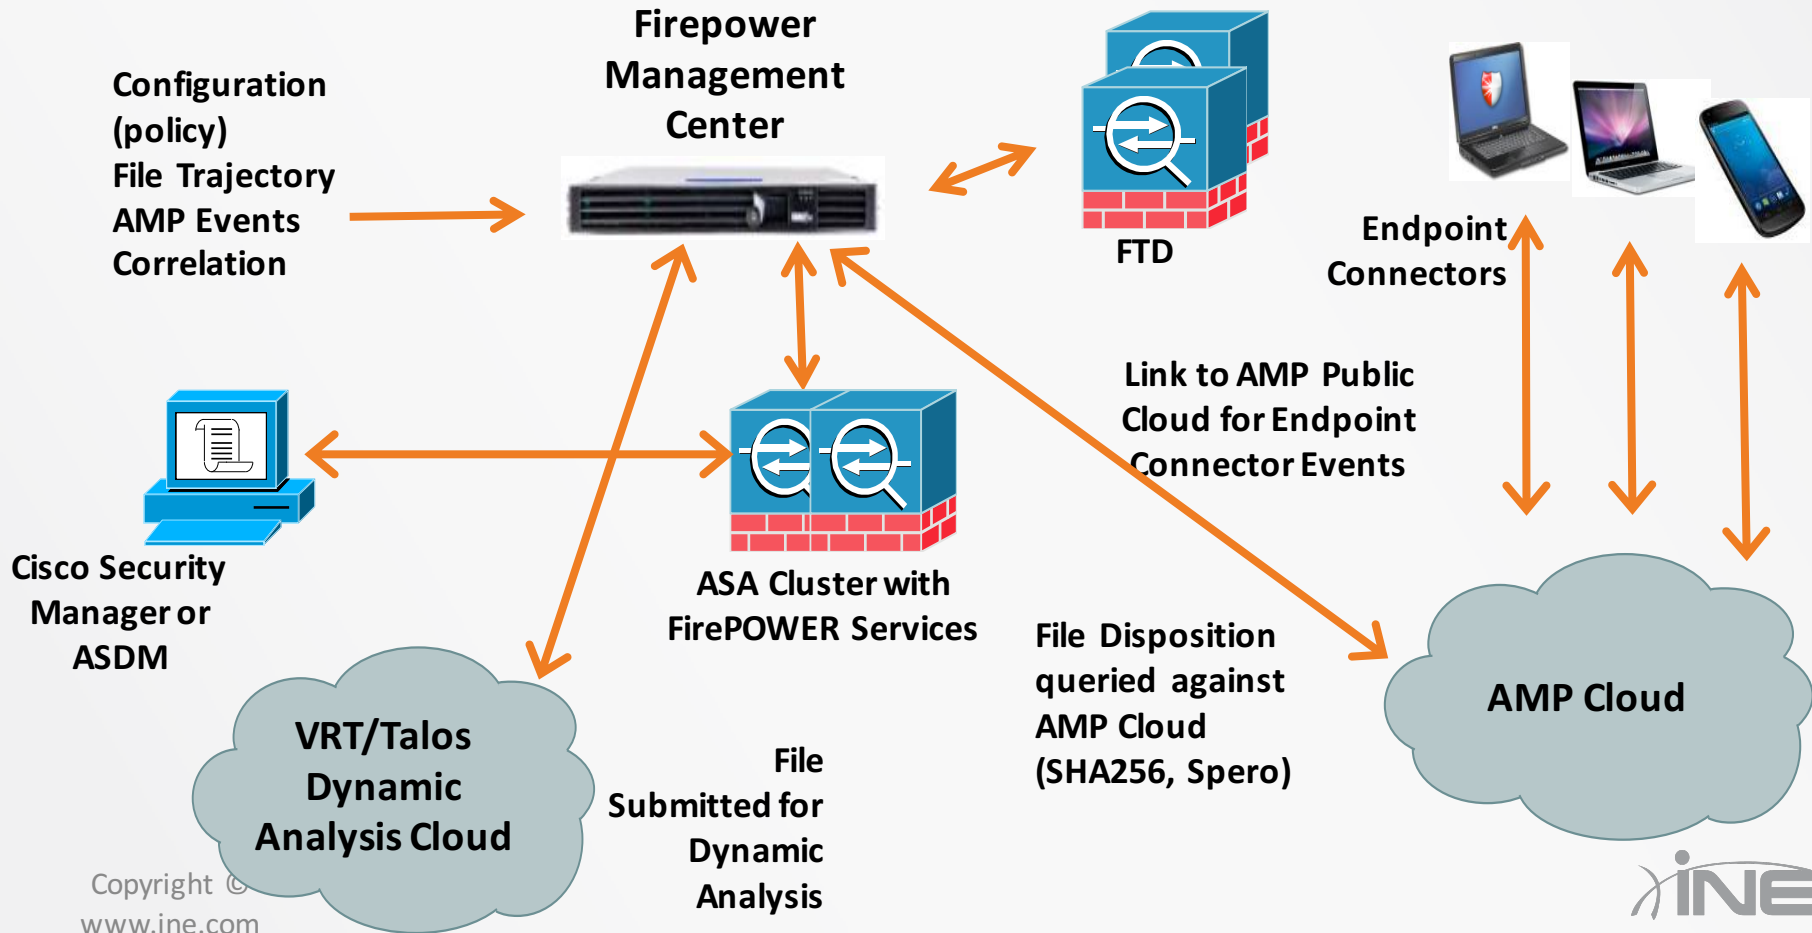 Firepower
Management
Center
Configuration
(policy)
File Trajectory
AMP Events
Correlation
FTD
Endpoint
Connectors
Link to AMP Public
Cloud for Endpoint
Connector Events
Cisco Security
Manager or
ASDM
ASA Cluster with
FirePOWER Services
File Disposition
queried against
AMP Cloud
(SHA256, Spero)
AMP Cloud
VRT/Talos
Dynamic
Analysis Cloud
File
Submitted for
Dynamic
Analysis
Copyright ©
www.ine.com
INE